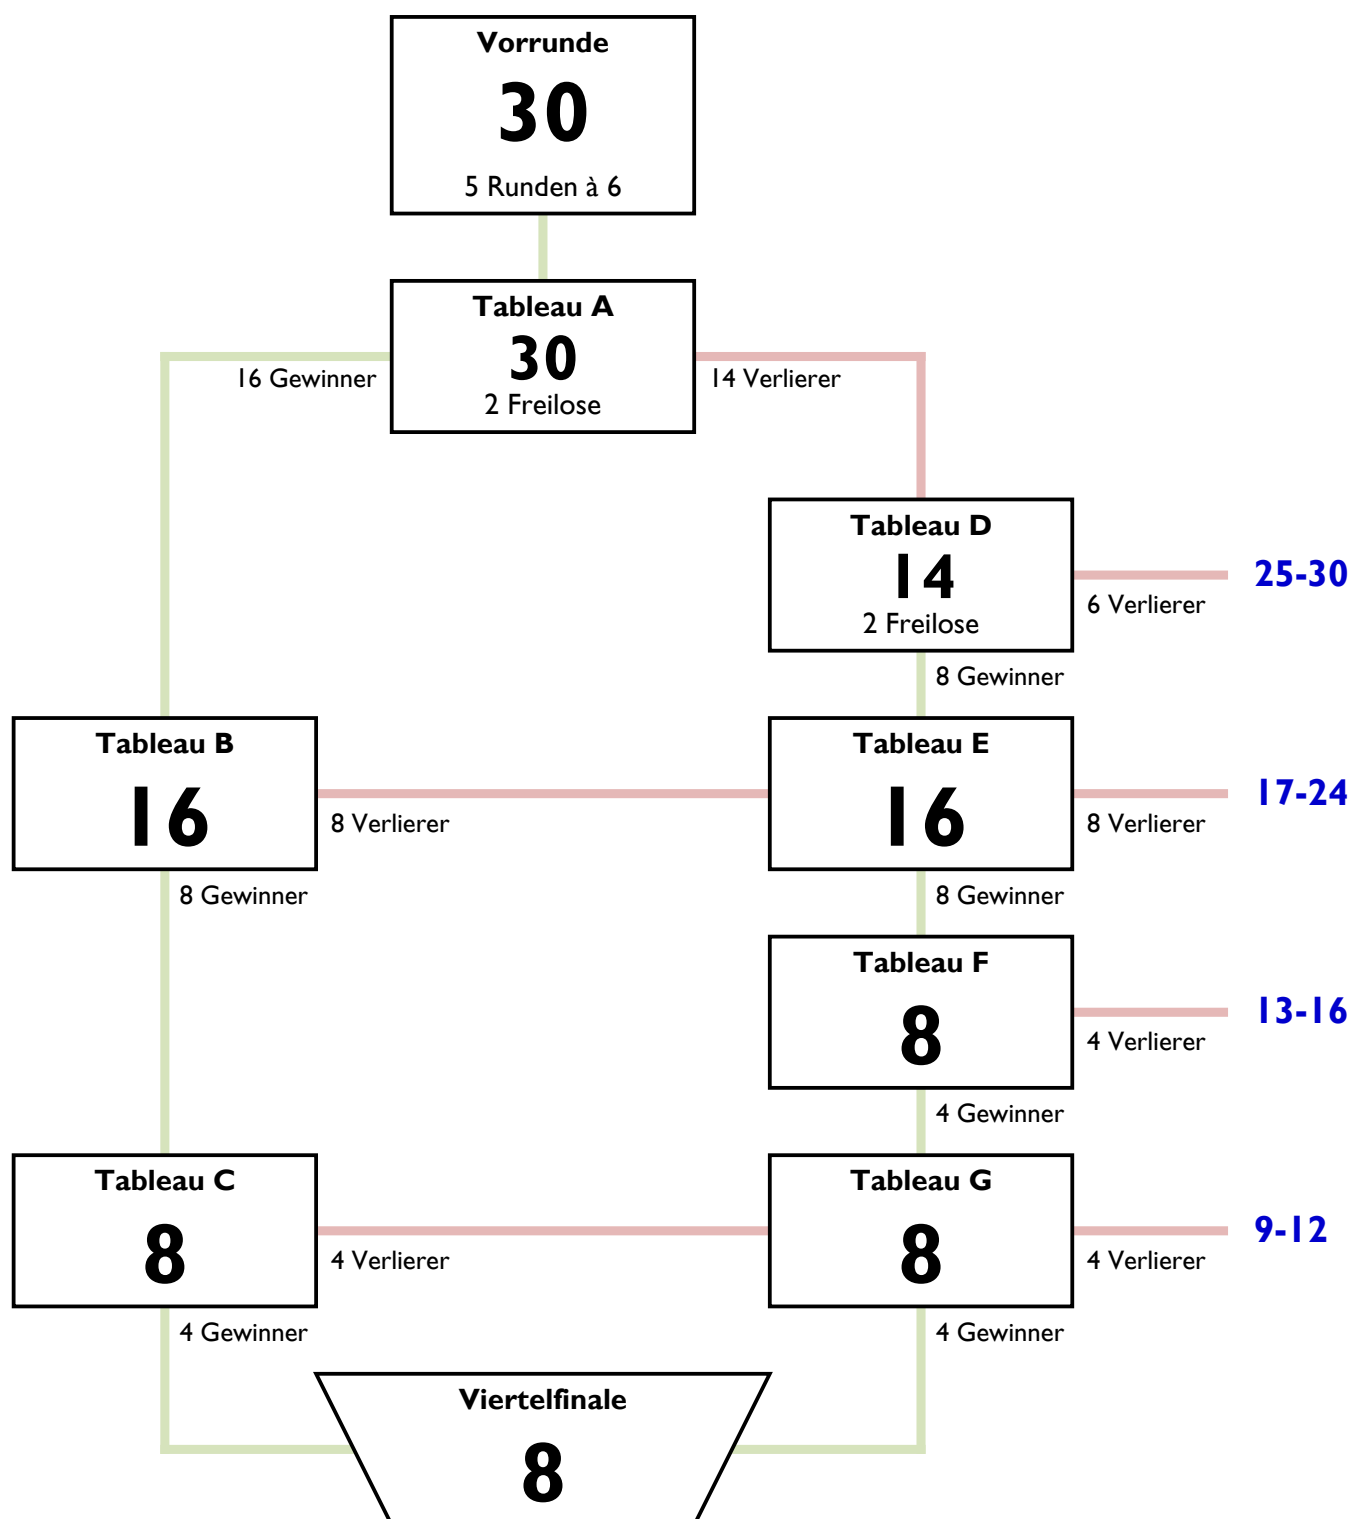 Vorrunde
30
5 Runden à 6
Tableau A
30
2 Freilose
16 Gewinner
14 Verlierer
Tableau D
14
2 Freilose
25-30
6 Verlierer
8 Gewinner
Tableau B
16
8 Verlierer
Tableau E
16
17-24
8 Verlierer
8 Gewinner
8 Gewinner
Tableau F
8
13-16
4 Verlierer
4 Gewinner
Tableau C
8
4 Verlierer
Tableau G
8
9-12
4 Verlierer
4 Gewinner
4 Gewinner
Viertelfinale
8